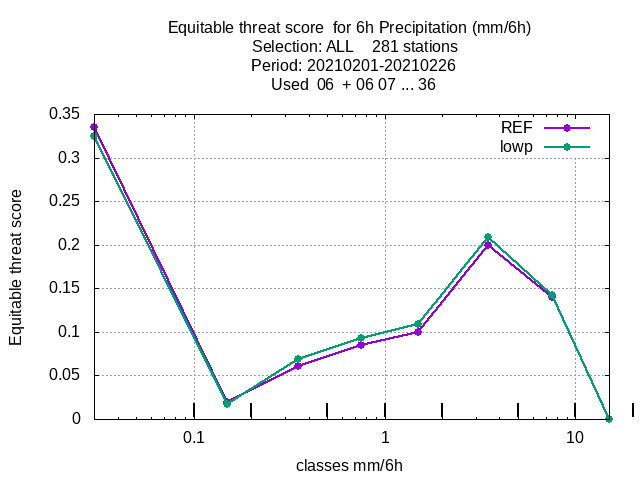 Equitable threat score  for 6h Precipitation (mm/6h)
Selection: ALL    281 stations
Period: 20210201-20210226
Used  06  + 06 07 ... 36
REF
lowp
0.35
0.3
0.25
0.2
0.15
0.1
0.05
0
Equitable threat score
0.1
1
10
classes mm/6h